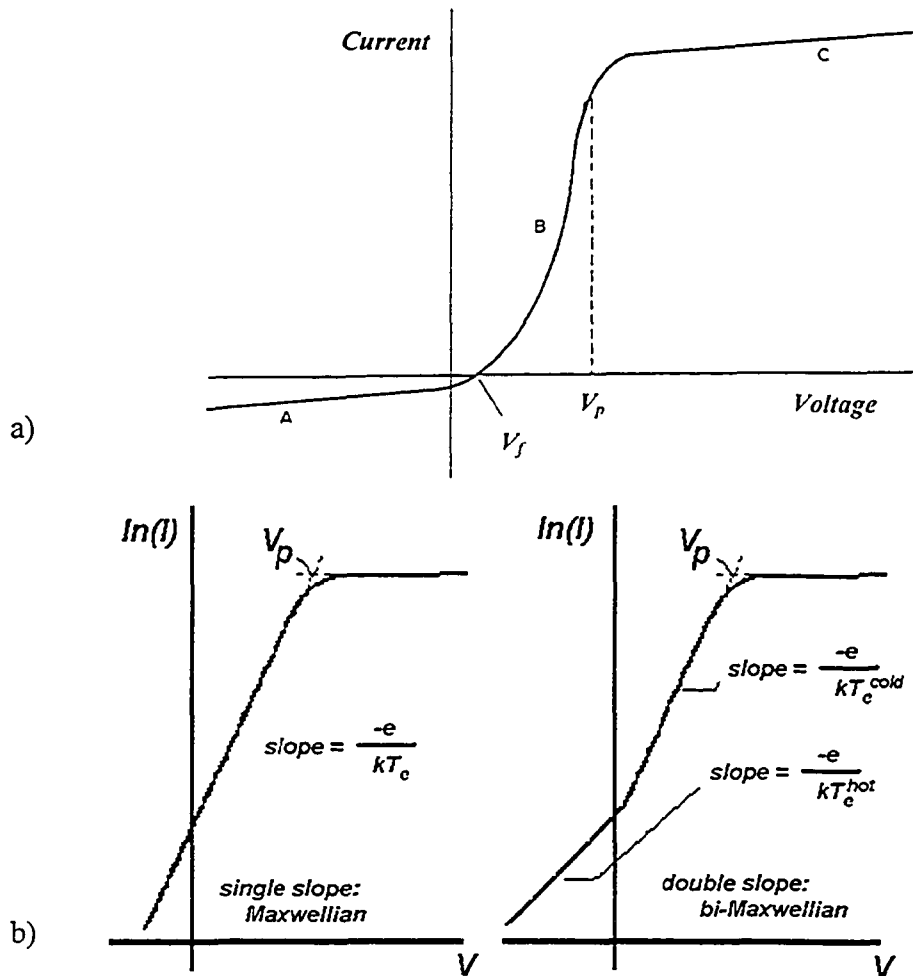 Current
C
B
A
V_f
V_p
Voltage
a)
ln(I)
V_p
slope = -e / kT_e
single slope:
Maxwellian
V
ln(I)
V_p
slope = -e / kT_e^cold
slope = -e / kT_e^hot
double slope:
bi-Maxwellian
V
b)